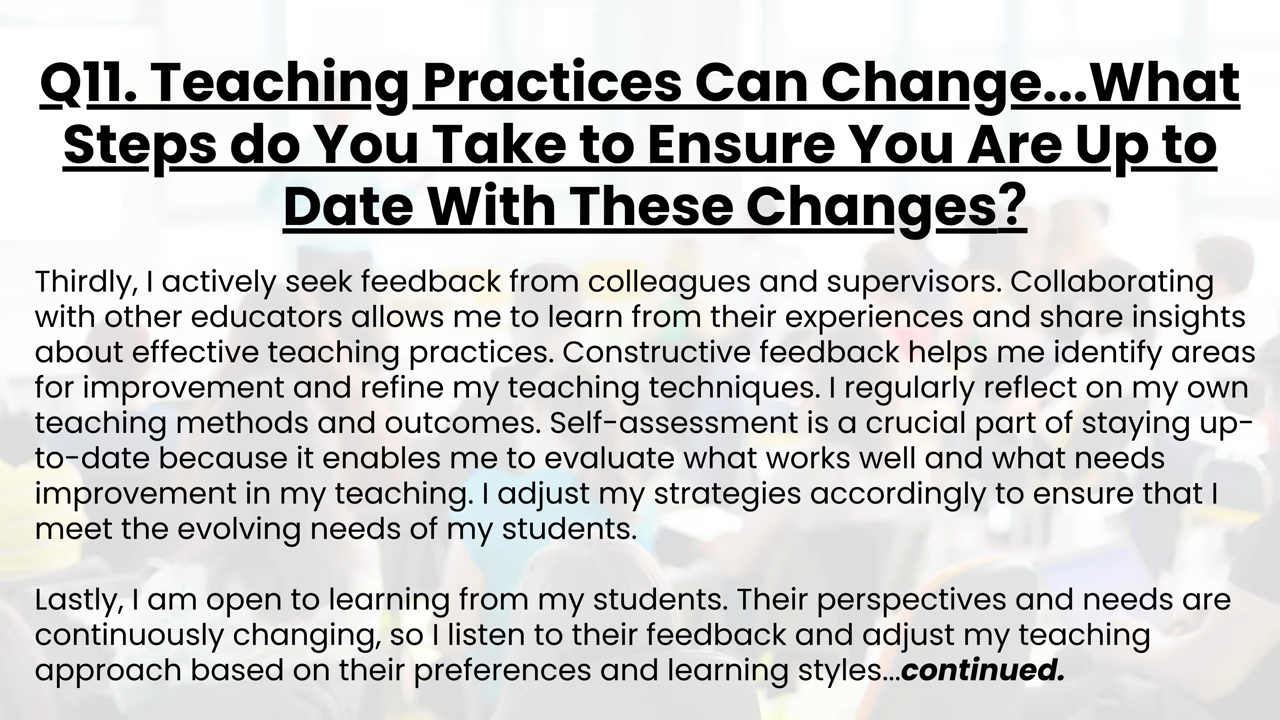 Q11. Teaching Practices Can Change...What
Steps do You Take to Ensure You Are Up to
Date With These Changes?
Thirdly, I actively seek feedback from colleagues and supervisors. Collaborating
with other educators allows me to learn from their experiences and share insights
about effective teaching practices. Constructive feedback helps me identify areas
for improvement and refine my teaching techniques. I regularly reflect on my own
teaching methods and outcomes. Self-assessment is a crucial part of staying up-
to-date because it enables me to evaluate what works well and what needs
improvement in my teaching. I adjust my strategies accordingly to ensure that I
meet the evolving needs of my students.
Lastly, I am open to learning from my students. Their perspectives and needs are
continuously changing, so I listen to their feedback and adjust my teaching
approach based on their preferences and learning styles...continued.